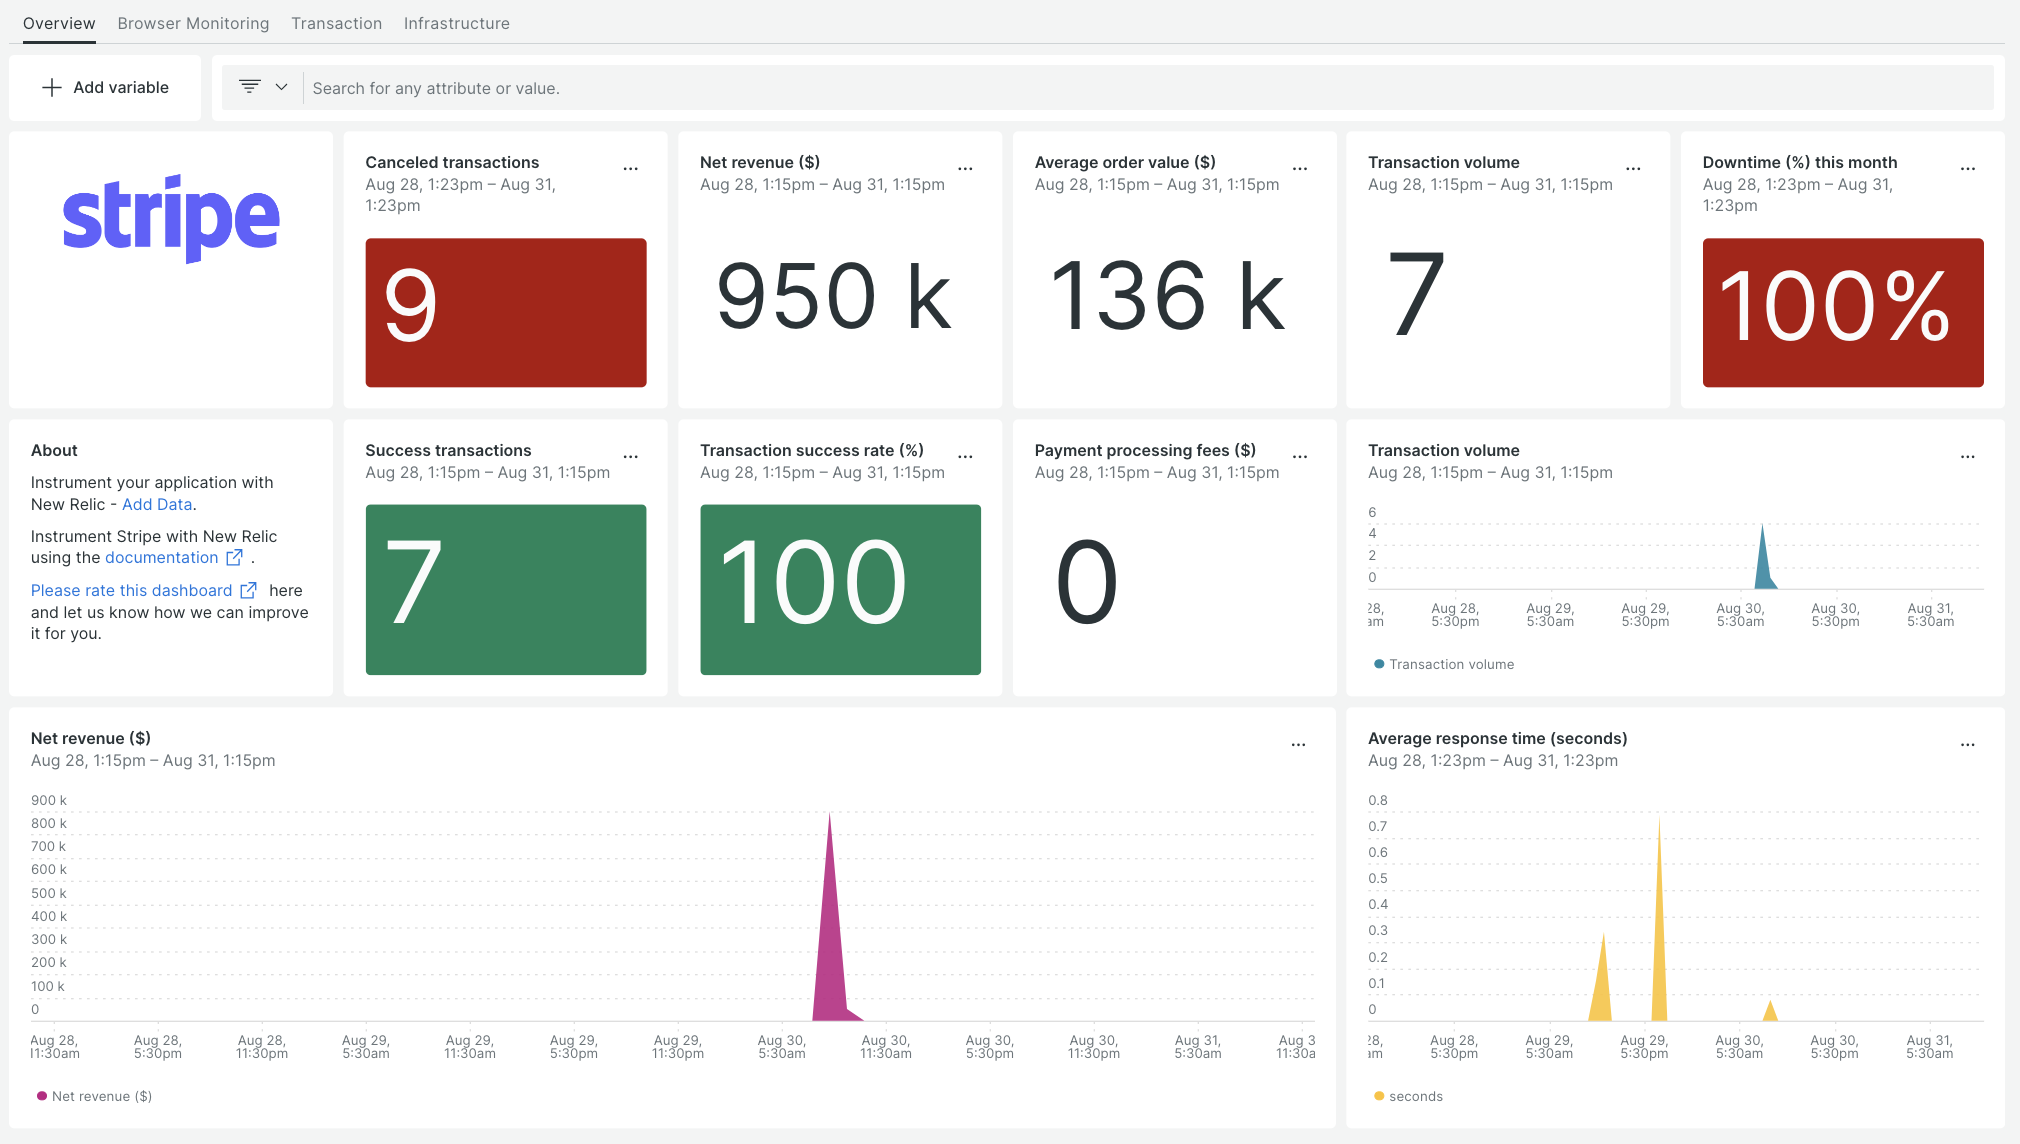 Overview Browser Monitoring Transaction Infrastructure
Add variable
Search for any attribute or value.
stripe
Canceled transactions ...
Aug 28, 1:23pm – Aug 31,
1:23pm
9
Net revenue ($) ...
Aug 28, 1:15pm – Aug 31, 1:15pm
950 k
Average order value ($) ...
Aug 28, 1:15pm – Aug 31, 1:15pm
136 k
Transaction volume ...
Aug 28, 1:15pm – Aug 31, 1:15pm
7
Downtime (%) this month ...
Aug 28, 1:23pm – Aug 31,
1:23pm
100%
About
Instrument your application with
New Relic - Add Data.
Instrument Stripe with New Relic
using the documentation .
Please rate this dashboard here
and let us know how we can improve
it for you.
Success transactions ...
Aug 28, 1:15pm – Aug 31, 1:15pm
7
Transaction success rate (%) ...
Aug 28, 1:15pm – Aug 31, 1:15pm
100
Payment processing fees ($) ...
Aug 28, 1:15pm – Aug 31, 1:15pm
0
Transaction volume ...
Aug 28, 1:15pm – Aug 31, 1:15pm
6
4
2
0
28, Aug 28, Aug 29, Aug 29, Aug 30, Aug 30, Aug 31,
am 5:30pm 5:30am 5:30pm 5:30am 5:30pm 5:30am
Transaction volume
Net revenue ($) ...
Aug 28, 1:15pm – Aug 31, 1:15pm
900 k
800 k
700 k
600 k
500 k
400 k
300 k
200 k
100 k
0
Aug 28, Aug 28, Aug 28, Aug 29, Aug 29, Aug 29, Aug 29, Aug 30, Aug 30, Aug 30, Aug 30, Aug 31, Aug 3
11:30am 5:30pm 11:30pm 5:30am 11:30am 5:30pm 11:30pm 5:30am 11:30am 5:30pm 11:30pm 5:30am 11:30a
Net revenue ($)
Average response time (seconds) ...
Aug 28, 1:23pm – Aug 31, 1:23pm
0.8
0.7
0.6
0.5
0.4
0.3
0.2
0.1
0
28, Aug 28, Aug 29, Aug 29, Aug 30, Aug 30, Aug 31,
am 5:30pm 5:30am 5:30pm 5:30am 5:30pm 5:30am
seconds